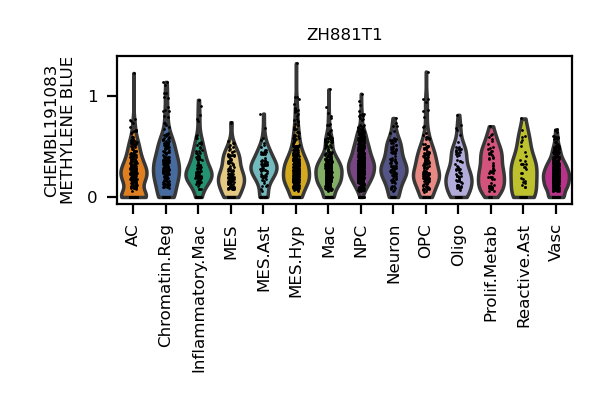 ZH881T1
CHEMBL191083
METHYLENE BLUE
1
0
AC
Chromatin.Reg
Inflammatory.Mac
MES
MES.Ast
MES.Hyp
Mac
NPC
Neuron
OPC
Oligo
Prolif.Metab
Reactive.Ast
Vasc